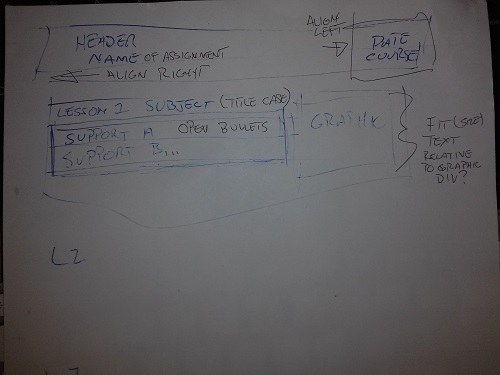 HEADER
NAME OF ASSIGNMENT
ALIGN RIGHT
ALIGN
LEFT
DATE
COURSE
LESSON 1 SUBJECT (TITLE CASE)
SUPPORT A OPEN BULLETS
SUPPORT B...
GRAPHIC
FIT (SIZE)
TEXT
RELATIVE
TO GRAPHIC
DIV?
L2